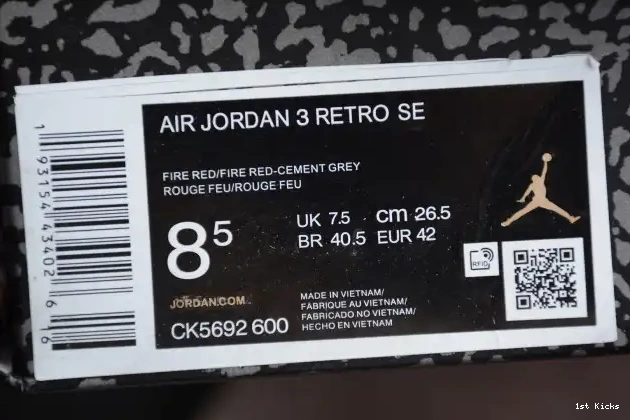 AIR JORDAN 3 RETRO SE
FIRE RED/FIRE RED-CEMENT GREY
ROUGE FEU/ROUGE FEU
8 5
UK 7.5 cm 26.5
BR 40.5 EUR 42
RFID
JORDAN.COM
CK5692 600
MADE IN VIETNAM/
FABRIQUE AU VIETNAM/
FABRICADO NO VIETNAM/
HECHO EN VIETNAM
1 93154 43402 6 16
1st Kicks